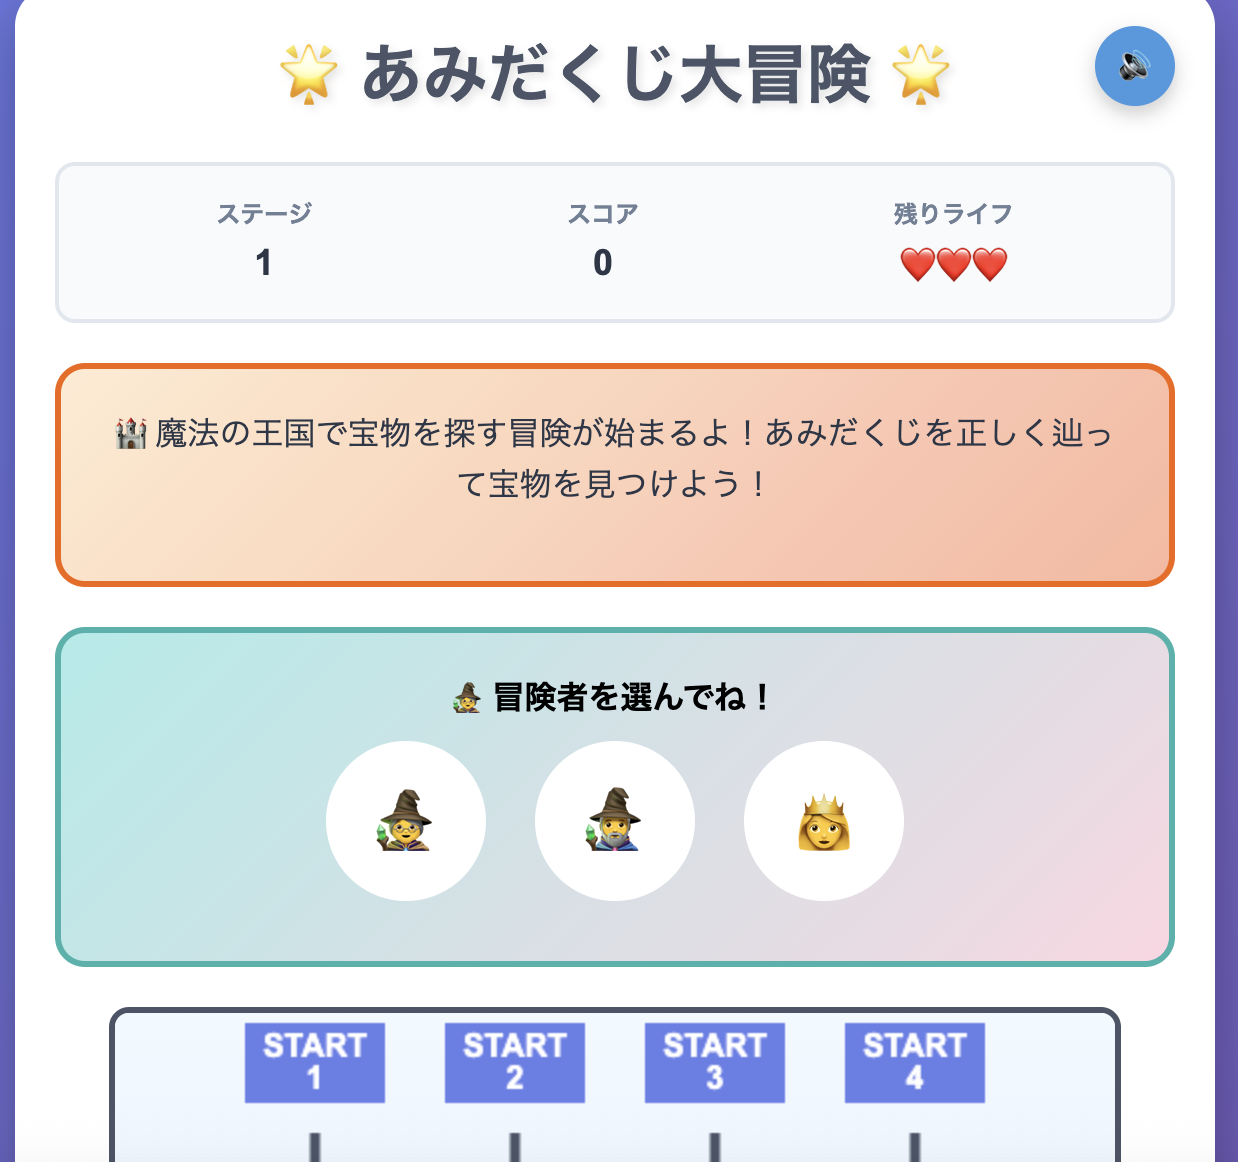 あみだくじ大冒険
ステージ
1
スコア
0
残りライフ
魔法の王国で宝物を探す冒険が始まるよ！あみだくじを正しく辿っ
て宝物を見つけよう！
冒険者を選んでね！
START
1
START
2
START
3
START
4